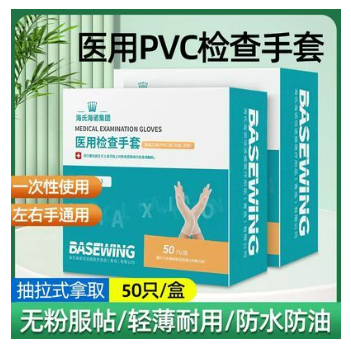 医用PVC检查手套
海氏海诺集团
MEDICAL EXAMINATION GLOVES
医用检查手套
一次性使用
左右手通用
BASEWING
50只/盒
BASEWING
抽拉式拿取
50只/盒
无粉服帖/轻薄耐用/防水防油